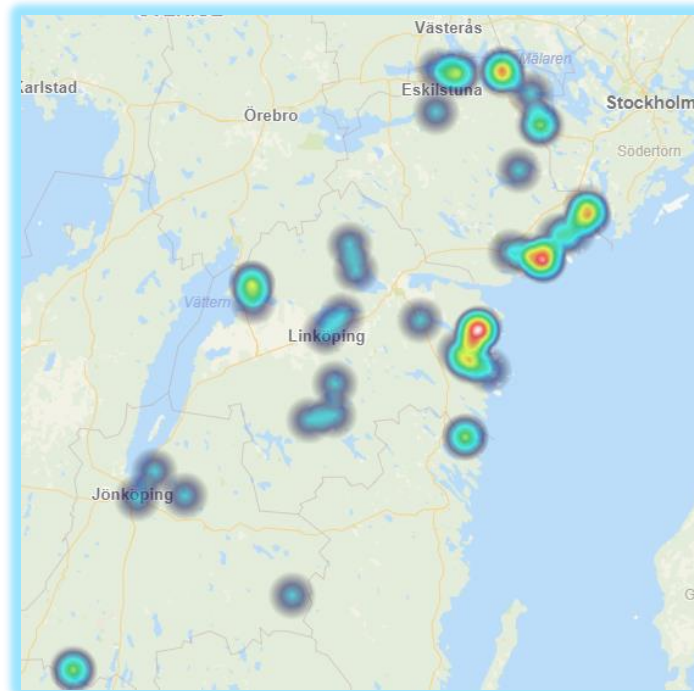 Västerås
Mälaren
Karlstad
Eskilstuna
Stockholm
Örebro
Södertörn
Vättern
Linköping
Jönköping